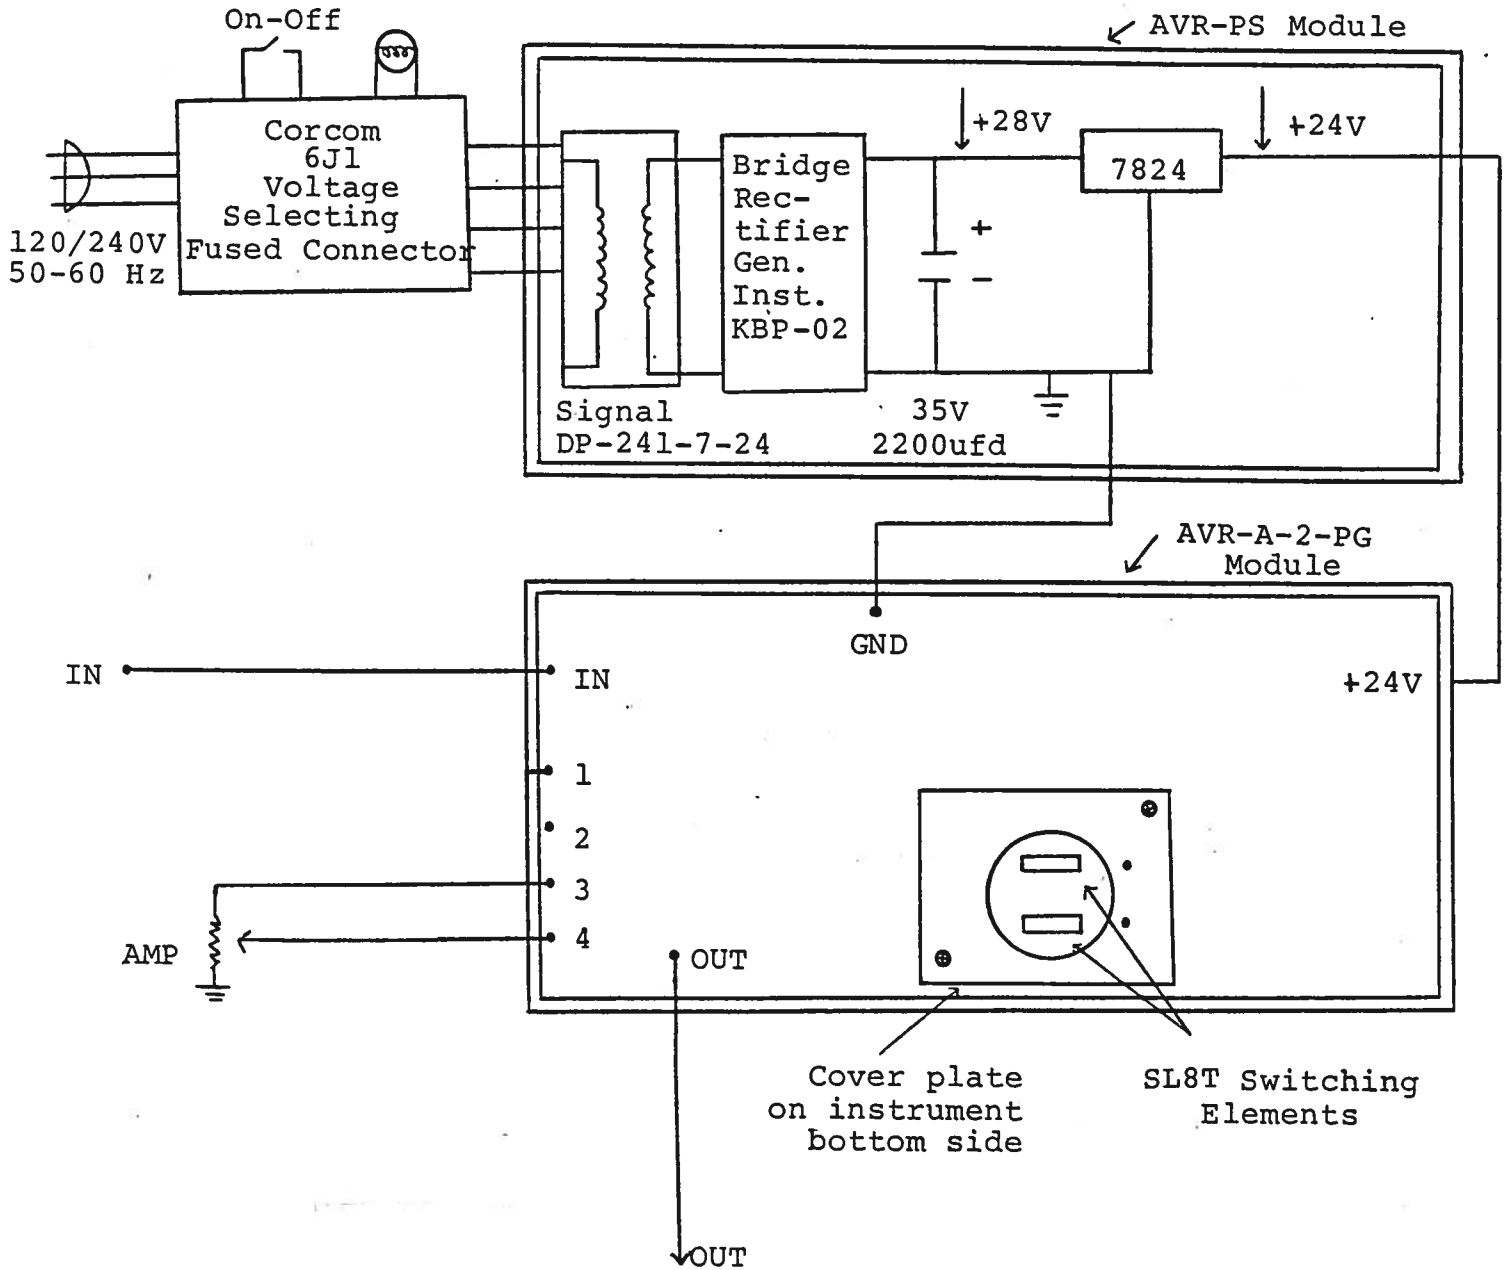 On-Off
AVR-PS Module
Corcom
6J1
Voltage
Selecting
Fused Connector
120/240V
50-60 Hz
+28V
+24V
7824
Bridge
Rec-
tifier
Gen.
Inst.
KBP-02
+
-
Signal
DP-241-7-24
35V
2200ufd
AVR-A-2-PG
Module
GND
IN
IN
+24V
1
2
3
4
AMP
OUT
Cover plate
on instrument
bottom side
SL8T Switching
Elements
OUT